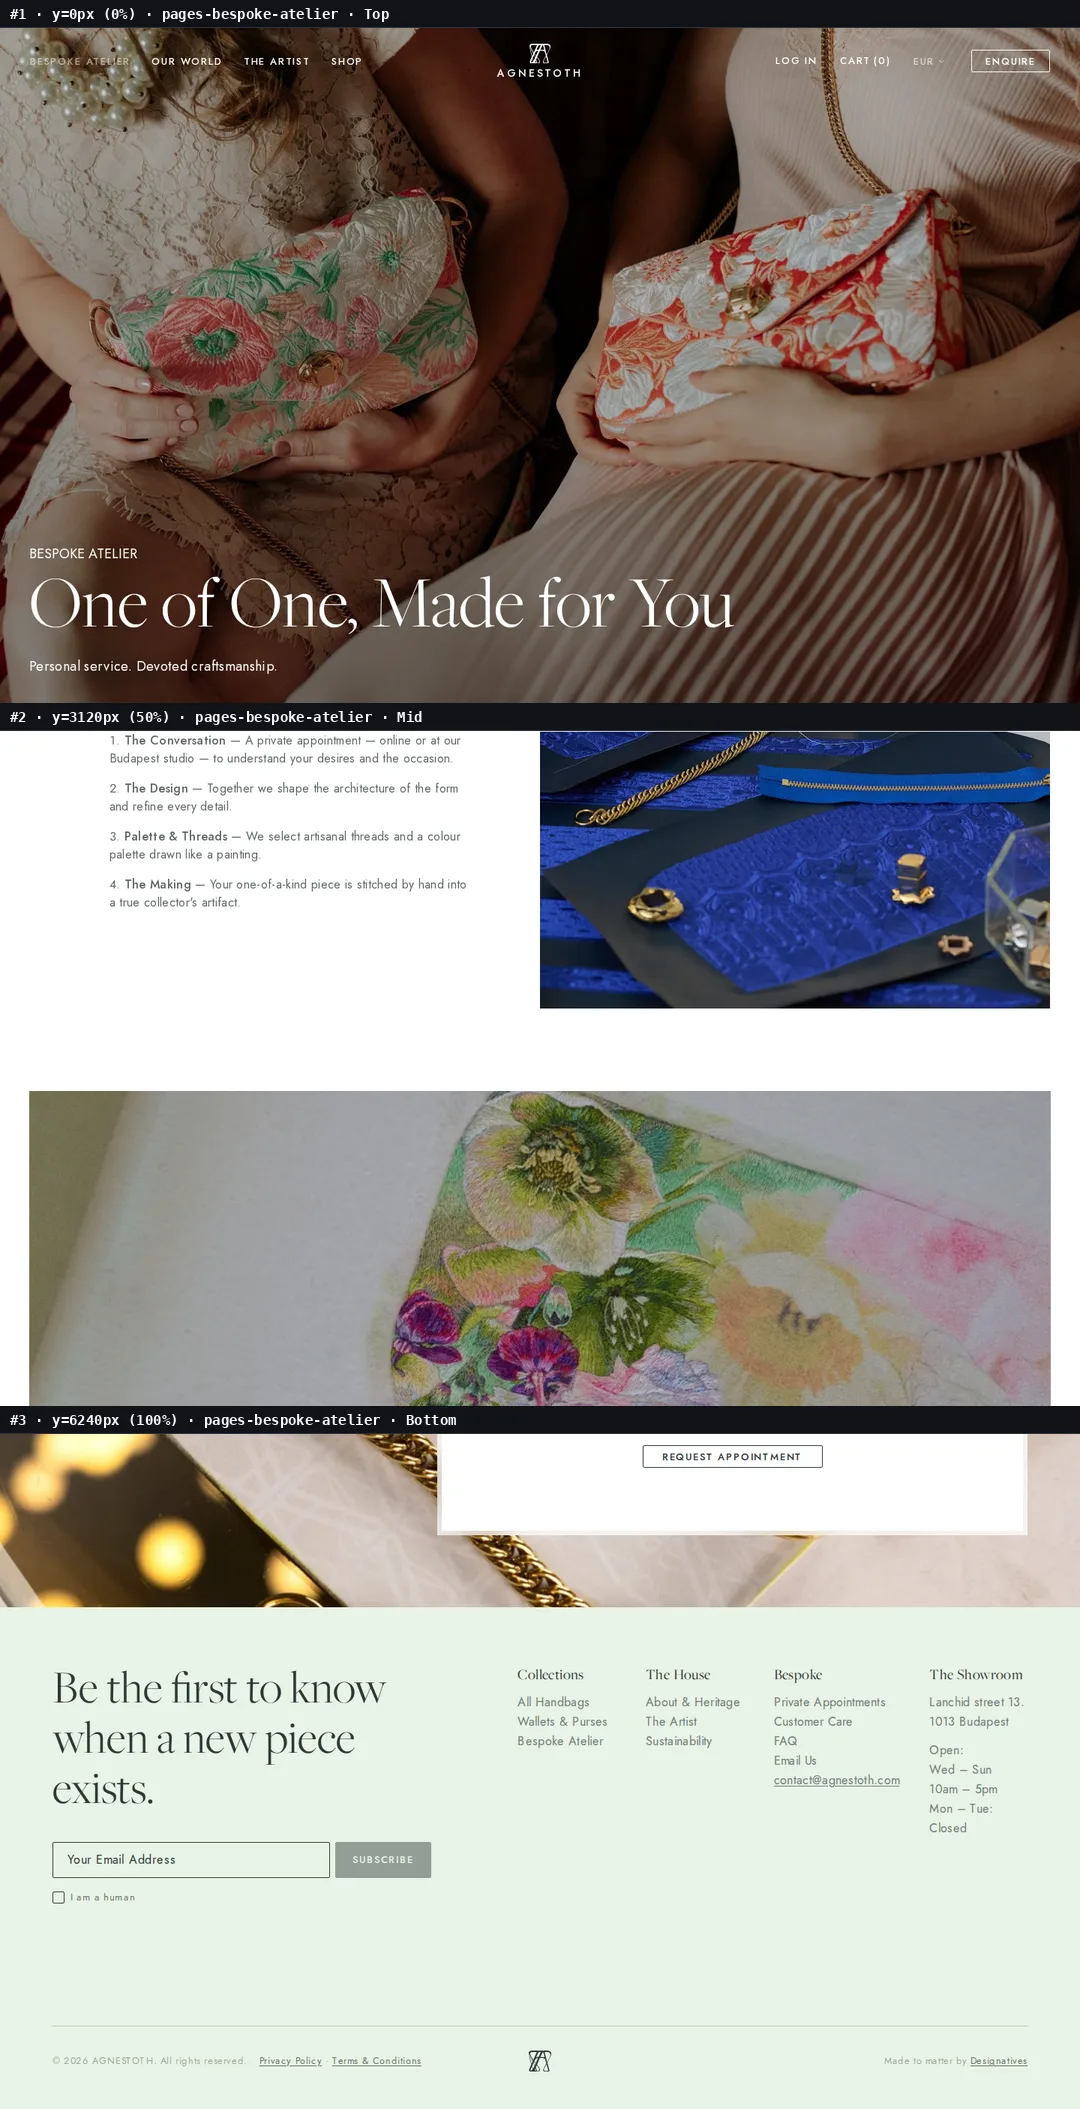 #1 · y=0px (0%) · pages-bespoke-atelier · Top
BESPOKE ATELIER OUR WORLD THE ARTIST SHOP
AGNESTOTH
LOG IN CART (0) EUR ENQUIRE
BESPOKE ATELIER
One of One, Made for You
Personal service. Devoted craftsmanship.
#2 · y=3120px (50%) · pages-bespoke-atelier · Mid
1. The Conversation — A private appointment — online or at our
Budapest studio — to understand your desires and the occasion.
2. The Design — Together we shape the architecture of the form
and refine every detail.
3. Palette & Threads — We select artisanal threads and a colour
palette drawn like a painting.
4. The Making — Your one-of-a-kind piece is stitched by hand into
a true collector's artifact.
#3 · y=6240px (100%) · pages-bespoke-atelier · Bottom
REQUEST APPOINTMENT
Be the first to know
when a new piece
exists.
Your Email Address
SUBSCRIBE
I am a human
Collections
All Handbags
Wallets & Purses
Bespoke Atelier
The House
About & Heritage
The Artist
Sustainability
Bespoke
Private Appointments
Customer Care
FAQ
Email Us
contact@agnestoth.com
The Showroom
Lanchid street 13.
1013 Budapest
Open:
Wed – Sun
10am – 5pm
Mon – Tue:
Closed
© 2026 AGNESTOTH. All rights reserved. Privacy Policy · Terms & Conditions
Made to matter by Designatives